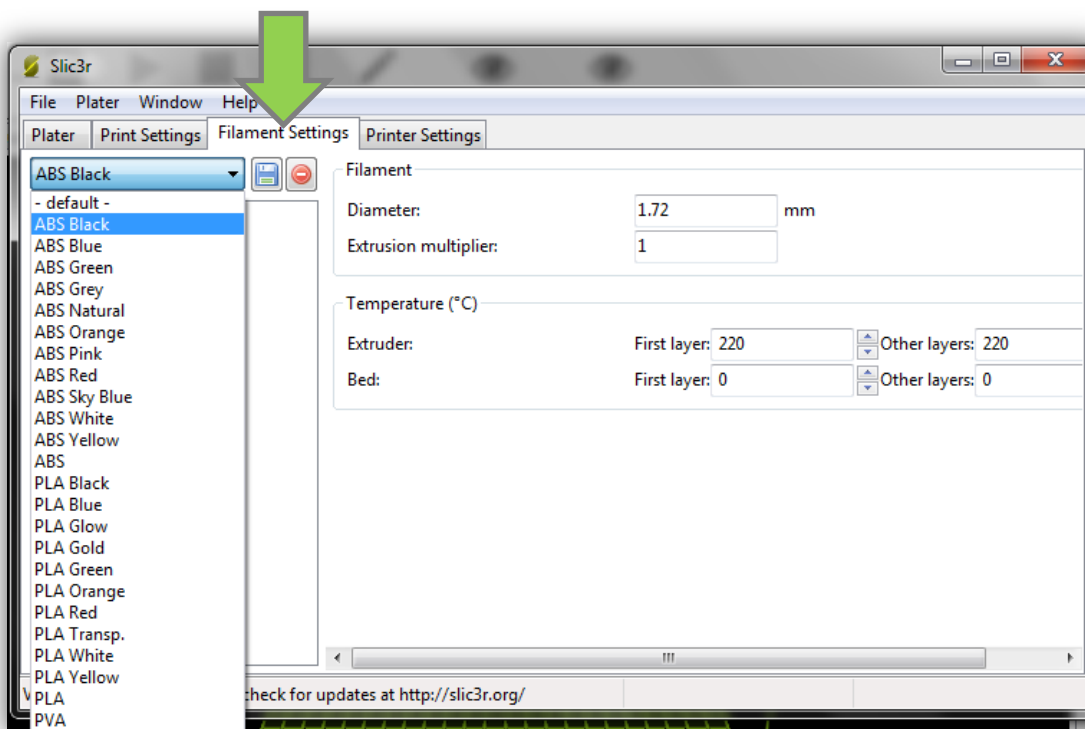 Slic3r
File Plater Window Help
Plater Print Settings Filament Settings Printer Settings
ABS Black
Filament
- default -
Diameter: 1.72 mm
ABS Black
ABS Blue
Extrusion multiplier: 1
ABS Green
ABS Grey
Temperature (°C)
ABS Natural
ABS Orange
Extruder: First layer: 220 Other layers: 220
ABS Pink
ABS Red
Bed: First layer: 0 Other layers: 0
ABS Sky Blue
ABS White
ABS Yellow
ABS
PLA Black
PLA Blue
PLA Glow
PLA Gold
PLA Green
PLA Orange
PLA Red
PLA Transp.
PLA White
PLA Yellow
check for updates at http://slic3r.org/
PLA
PVA